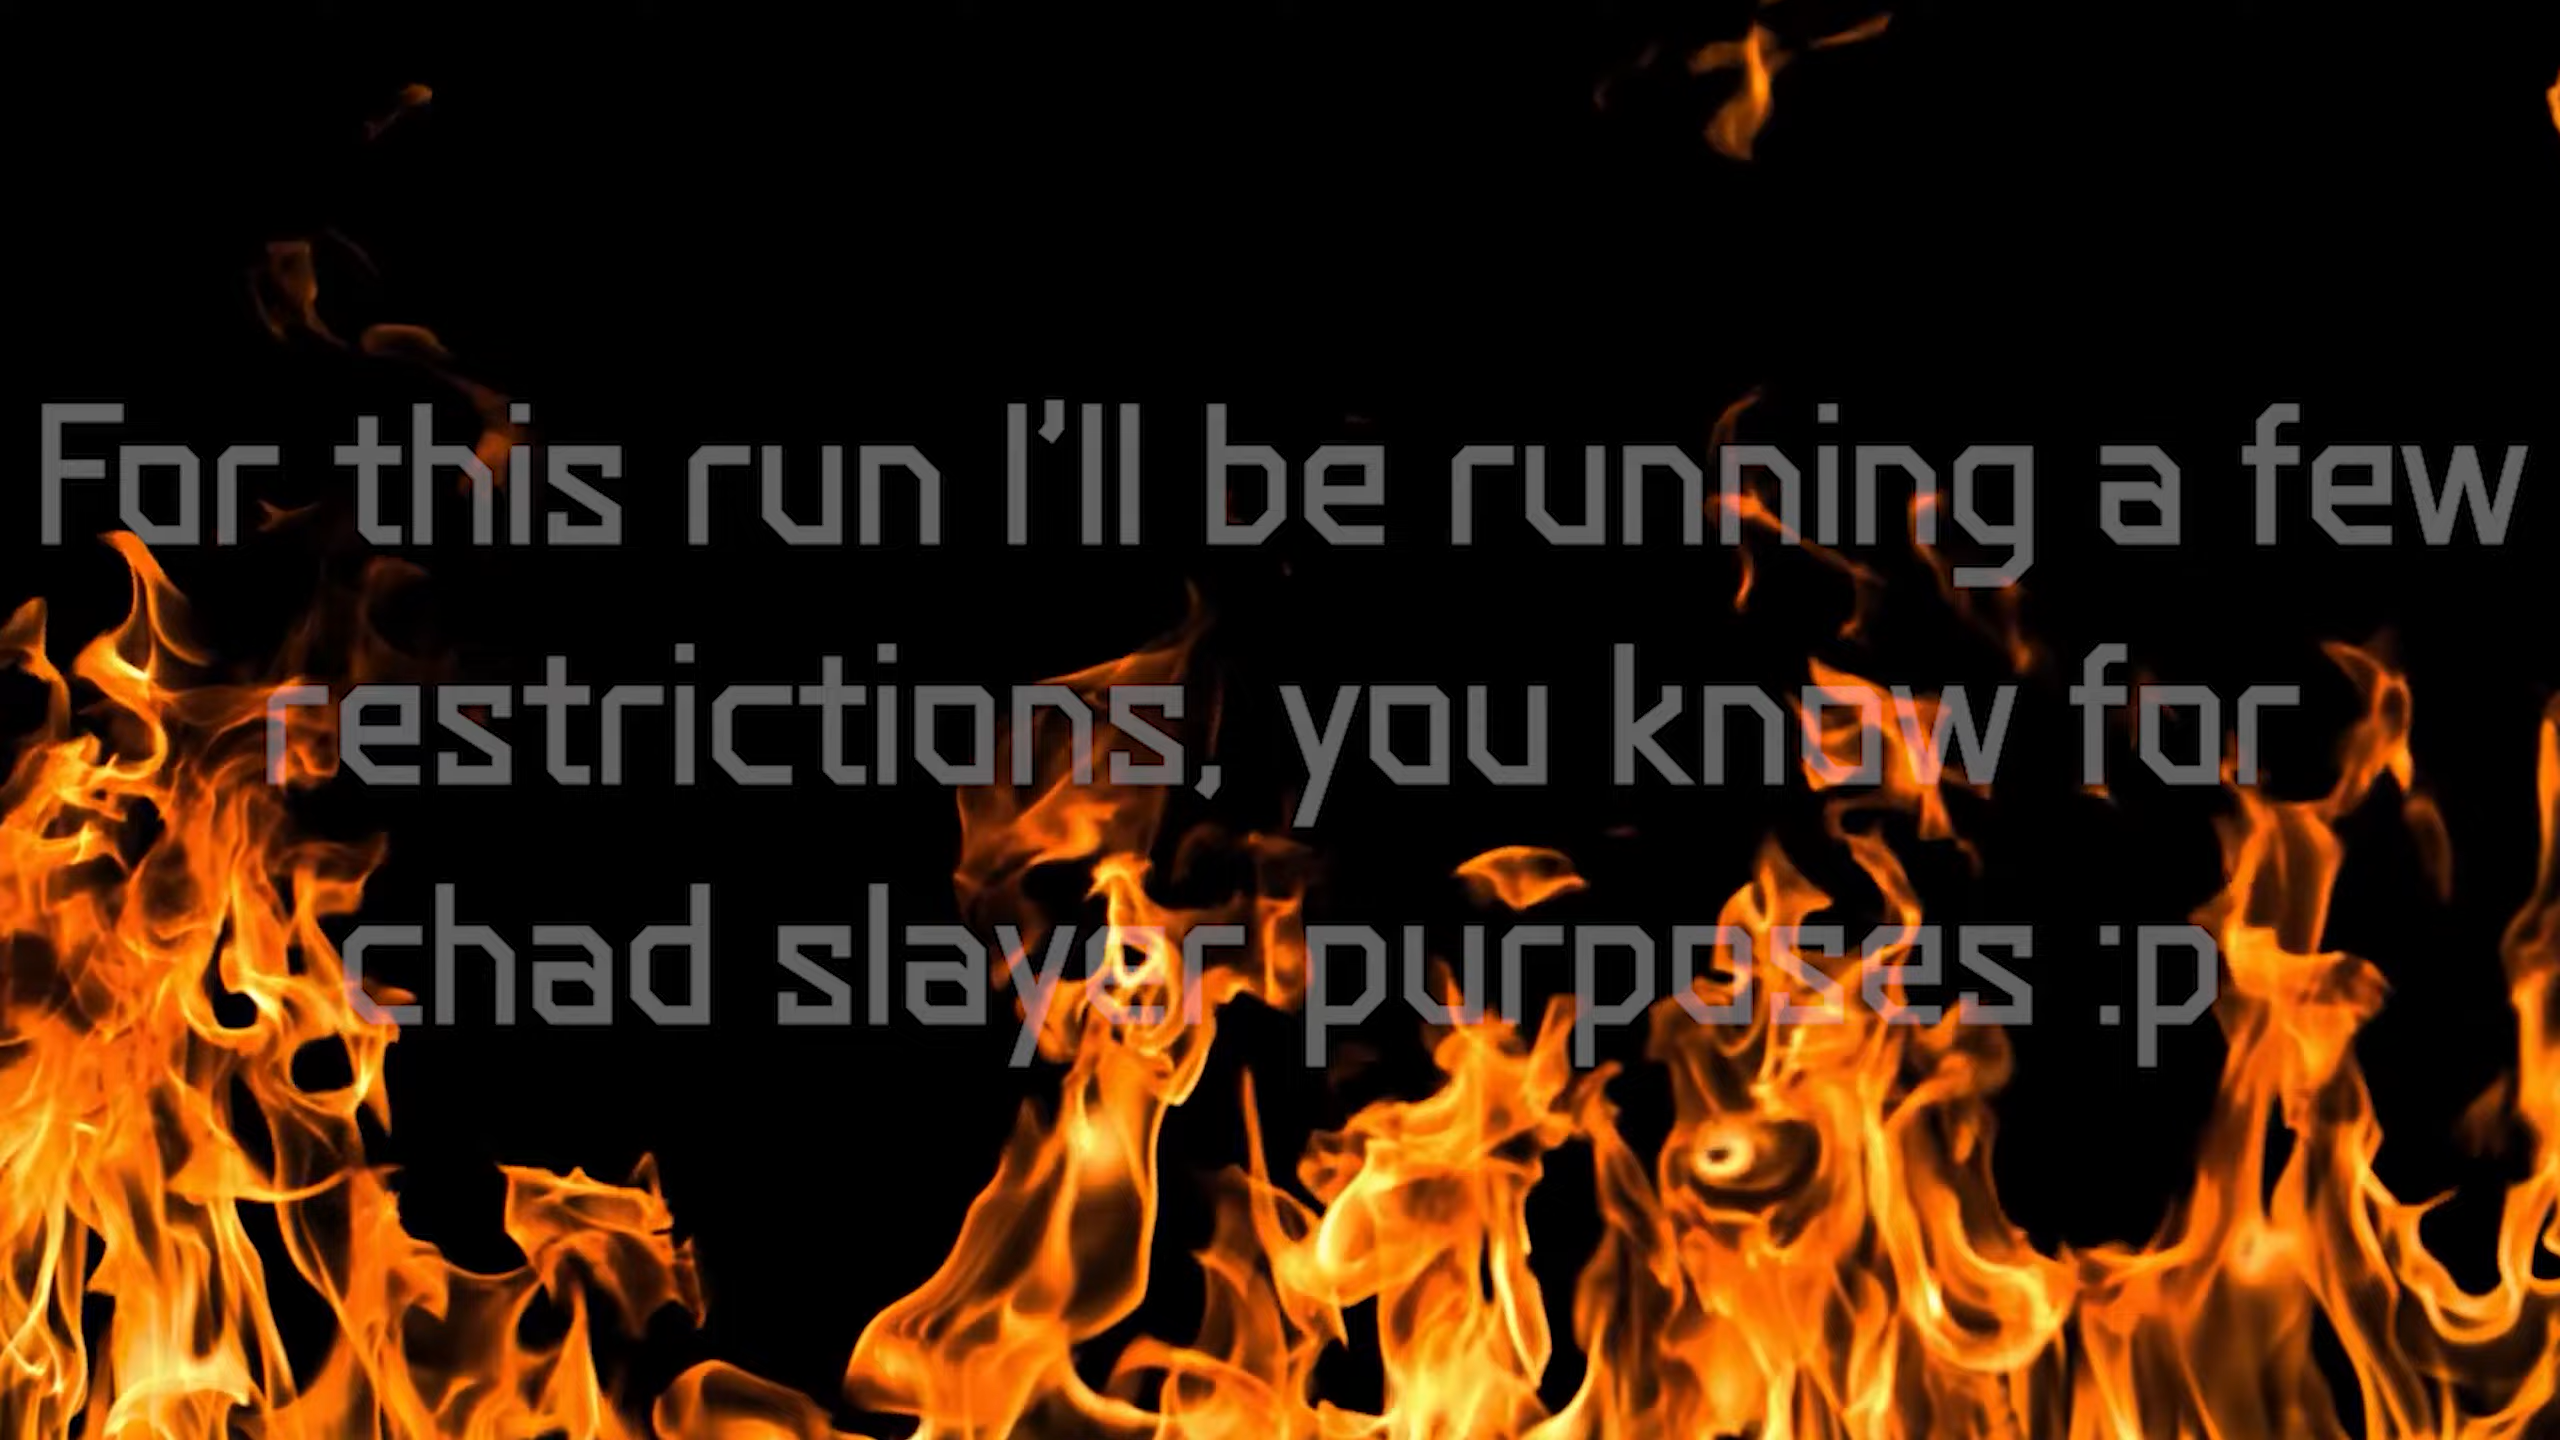 For this run I'll be running a few
restrictions, you know for
chad slayer purposes :p